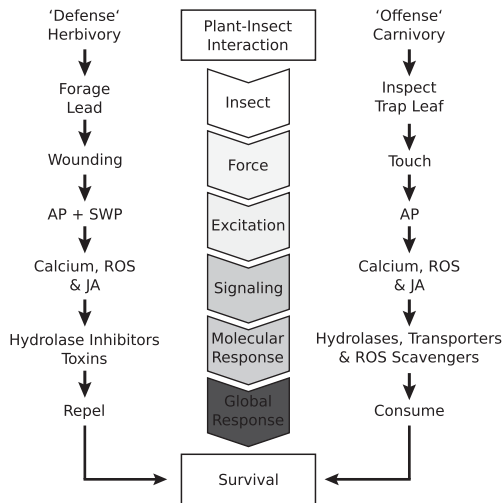 ‘Defense‘
Herbivory
Forage
Lead
Wounding
AP + SWP
Calcium, ROS
& JA
Hydrolase Inhibitors
Toxins
Repel
Plant-Insect
Interaction
Insect
Force
Excitation
Signaling
Molecular
Response
Global
Response
Survival
‘Offense‘
Carnivory
Inspect
Trap Leaf
Touch
AP
Calcium, ROS
& JA
Hydrolases, Transporters
& ROS Scavengers
Consume